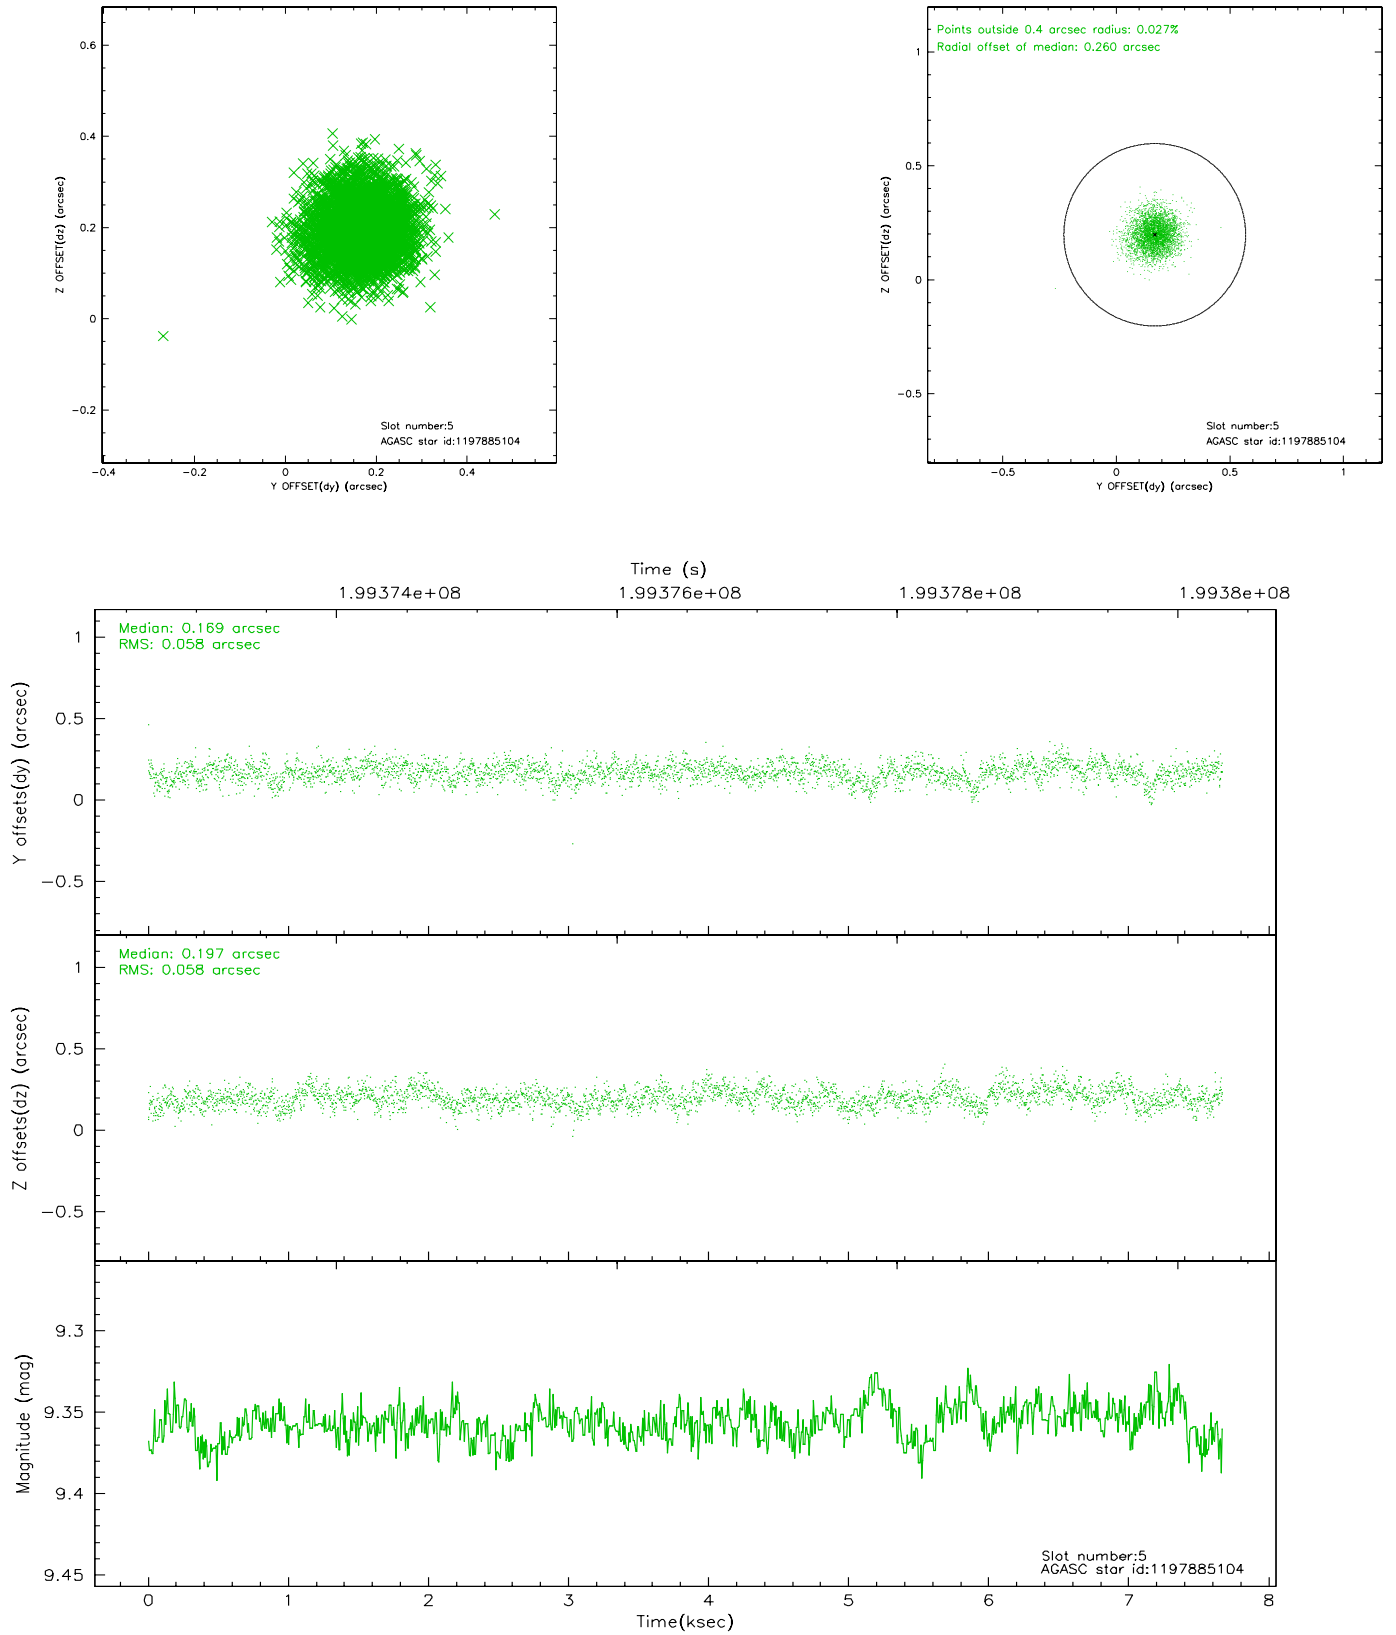 0.6
0.4
0.2
0
−0.2
Z OFFSET(dz) (arcsec)
Slot number:5
AGASC star id:1197885104
−0.4 −0.2 0 0.2 0.4
Y OFFSET(dy) (arcsec)
Points outside 0.4 arcsec radius: 0.027%
Radial offset of median: 0.260 arcsec
1
0.5
0
−0.5
Z OFFSET(dz) (arcsec)
Slot number:5
AGASC star id:1197885104
−0.5 0 0.5 1
Y OFFSET(dy) (arcsec)
Time (s)
1.99374e+08 1.99376e+08 1.99378e+08 1.9938e+08
Median: 0.169 arcsec
RMS: 0.058 arcsec
1
0.5
0
−0.5
Y offsets(dy) (arcsec)
Median: 0.197 arcsec
RMS: 0.058 arcsec
1
0.5
0
−0.5
Z offsets(dz) (arcsec)
9.3
9.35
9.4
9.45
Magnitude (mag)
Slot number:5
AGASC star id:1197885104
0 1 2 3 4 5 6 7 8
Time(ksec)